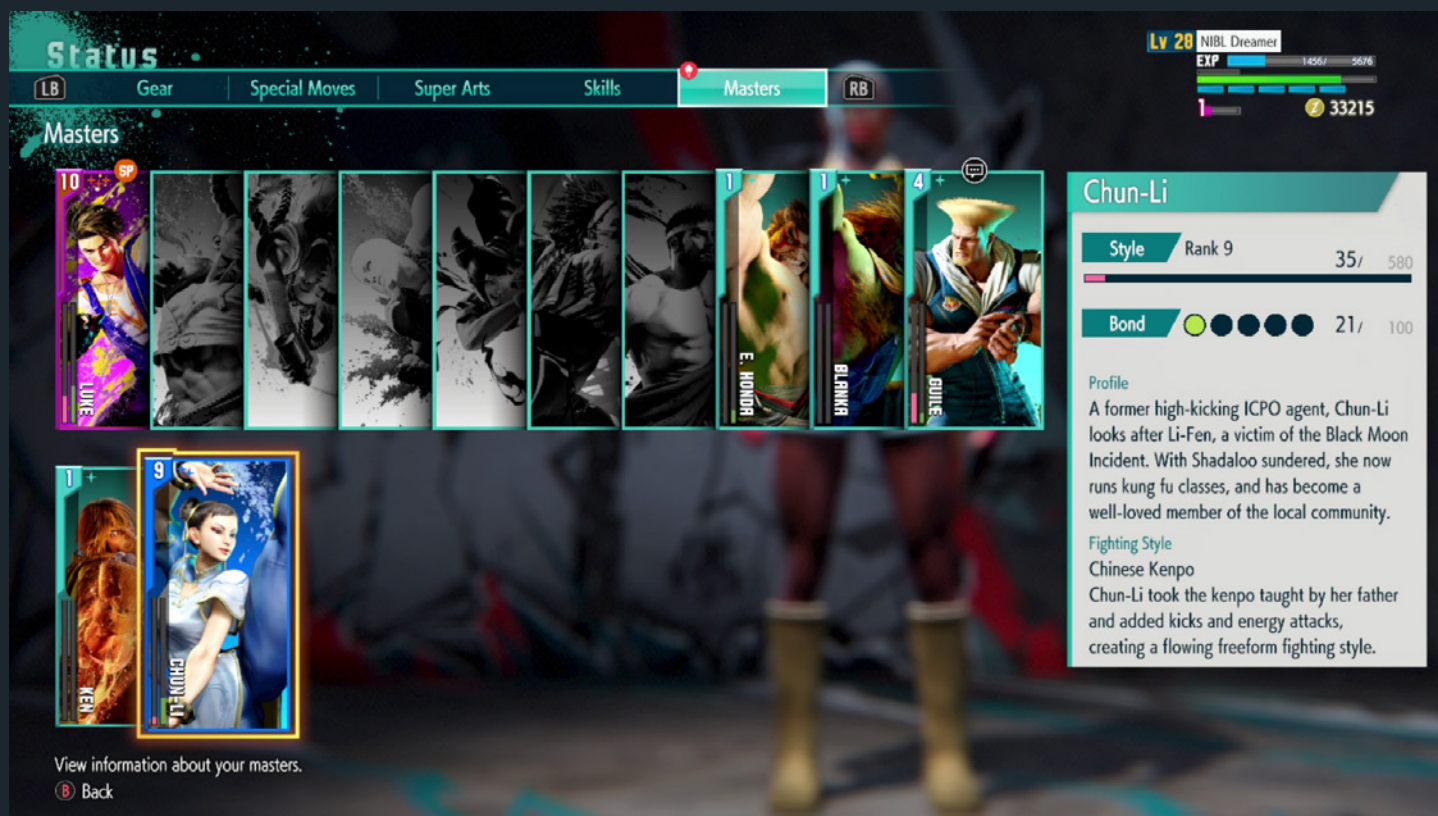 Status
Lv 28 NIBL Dreamer
EXP 1456/ 5676
LB Gear Special Moves Super Arts Skills Masters RB
1 Z 33215
Masters
10 SP
LUKE
1
E. HONDA
1
BLANKA
4
GUILE
1
KEN
9
CHUN-LI
Chun-Li
Style Rank 9 35/ 580
Bond 21/ 100
Profile
A former high-kicking ICPO agent, Chun-Li
looks after Li-Fen, a victim of the Black Moon
Incident. With Shadaloo sundered, she now
runs kung fu classes, and has become a
well-loved member of the local community.
Fighting Style
Chinese Kenpo
Chun-Li took the kenpo taught by her father
and added kicks and energy attacks,
creating a flowing freeform fighting style.
View information about your masters.
B Back